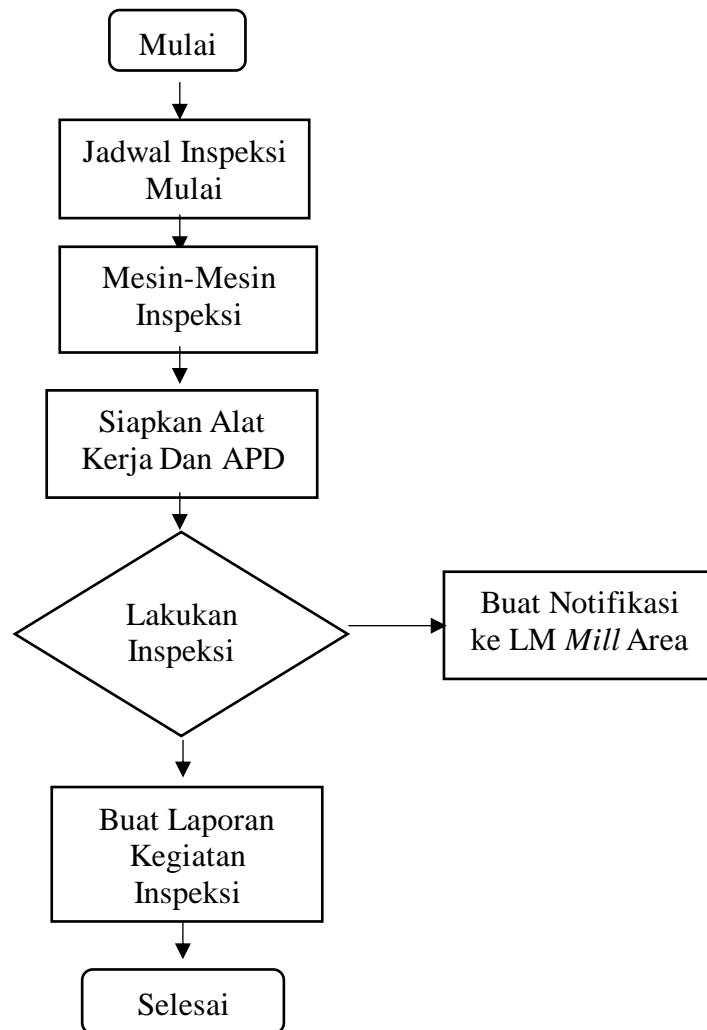 Mulai
Jadwal Inspeksi
Mulai
Mesin-Mesin
Inspeksi
Siapkan Alat
Kerja Dan APD
Lakukan
Inspeksi
Buat Notifikasi
ke LM Mill Area
Buat Laporan
Kegiatan
Inspeksi
Selesai